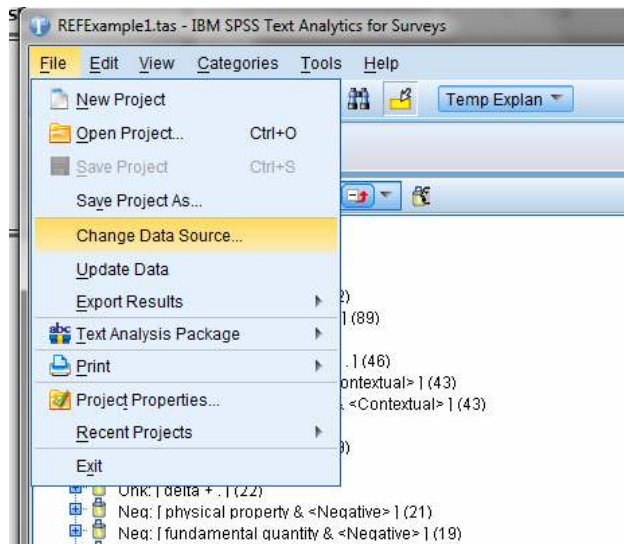 REFExample1.tas - IBM SPSS Text Analytics for Surveys
File Edit View Categories Tools Help
New Project
Temp Explan
Open Project... Ctrl+O
Save Project Ctrl+S
Save Project As...
Change Data Source...
Update Data
Export Results
] (89)
abc Text Analysis Package
Print
. ] (46)
<Contextual> ] (43)
Project Properties...
& <Contextual> ] (43)
Recent Projects
Exit
Unk: [ delta + . ] (22)
Neg: [ physical property & <Negative> ] (21)
Neg: [ fundamental quantity & <Negative> ] (19)